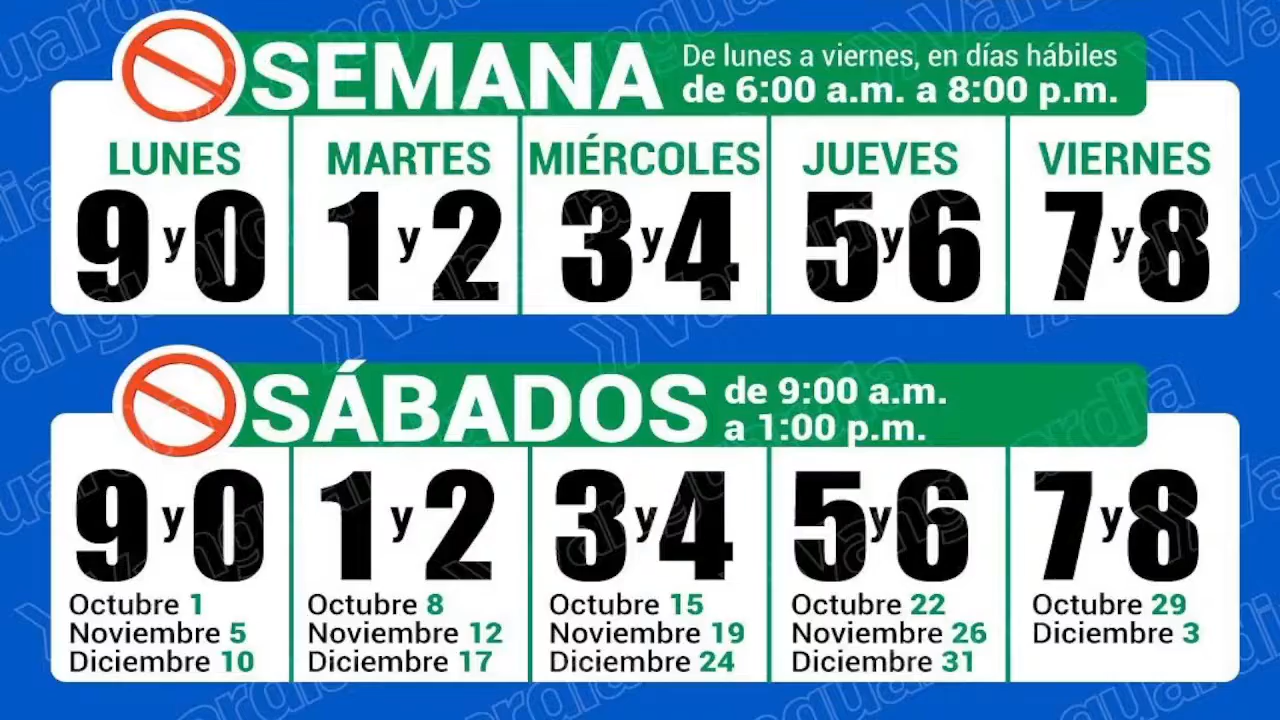 SEMANA
De lunes a viernes, en días hábiles
de 6:00 a.m. a 8:00 p.m.
LUNES
MARTES
MIÉRCOLES
JUEVES
VIERNES
9 y 0
1 y 2
3 y 4
5 y 6
7 y 8
SÁBADOS
de 9:00 a.m.
a 1:00 p.m.
9 y 0
Octubre 1
Noviembre 5
Diciembre 10
1 y 2
Octubre 8
Noviembre 12
Diciembre 17
3 y 4
Octubre 15
Noviembre 19
Diciembre 24
5 y 6
Octubre 22
Noviembre 26
Diciembre 31
7 y 8
Octubre 29
Diciembre 3
Vanguardia